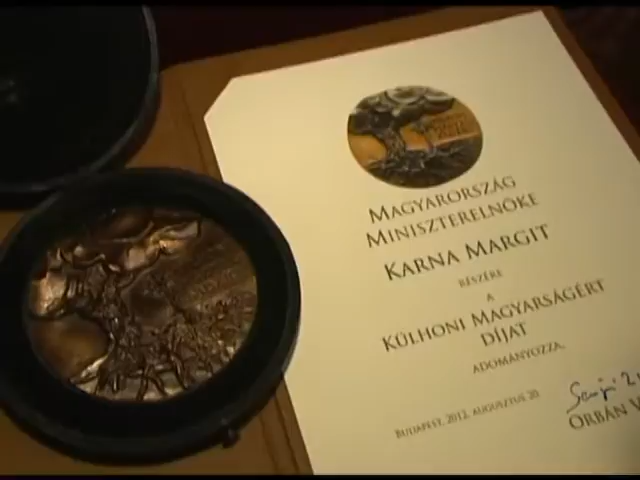 MAGYARORSZÁG
MINISZTERELNÖKE
KARNA MARGIT
RÉSZÉRE
A
KÜLHONI MAGYARSÁGÉRT
DÍJAT
ADOMÁNYOZZA.
BUDAPEST, 2012. AUGUSZTUS 20.
ORBÁN V